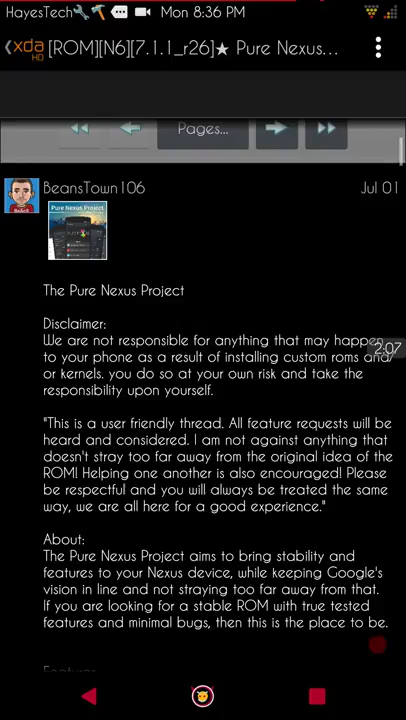 HayesTech Mon 8:36 PM
xda HD [ROM][N6][7.1.1_r26]★ Pure Nexus...
Pages...
BeansTown106 Jul 01
Pure Nexus Project
The Pure Nexus Project
Disclaimer:
We are not responsible for anything that may happen
to your phone as a result of installing custom roms and/
2:07
or kernels. you do so at your own risk and take the
responsibility upon yourself.
"This is a user friendly thread. All feature requests will be
heard and considered. I am not against anything that
doesn't stray too far away from the original idea of the
ROM! Helping one another is also encouraged! Please
be respectful and you will always be treated the same
way, we are all here for a good experience."
About:
The Pure Nexus Project aims to bring stability and
features to your Nexus device, while keeping Google's
vision in line and not straying too far away from that.
If you are looking for a stable ROM with true tested
features and minimal bugs, then this is the place to be.